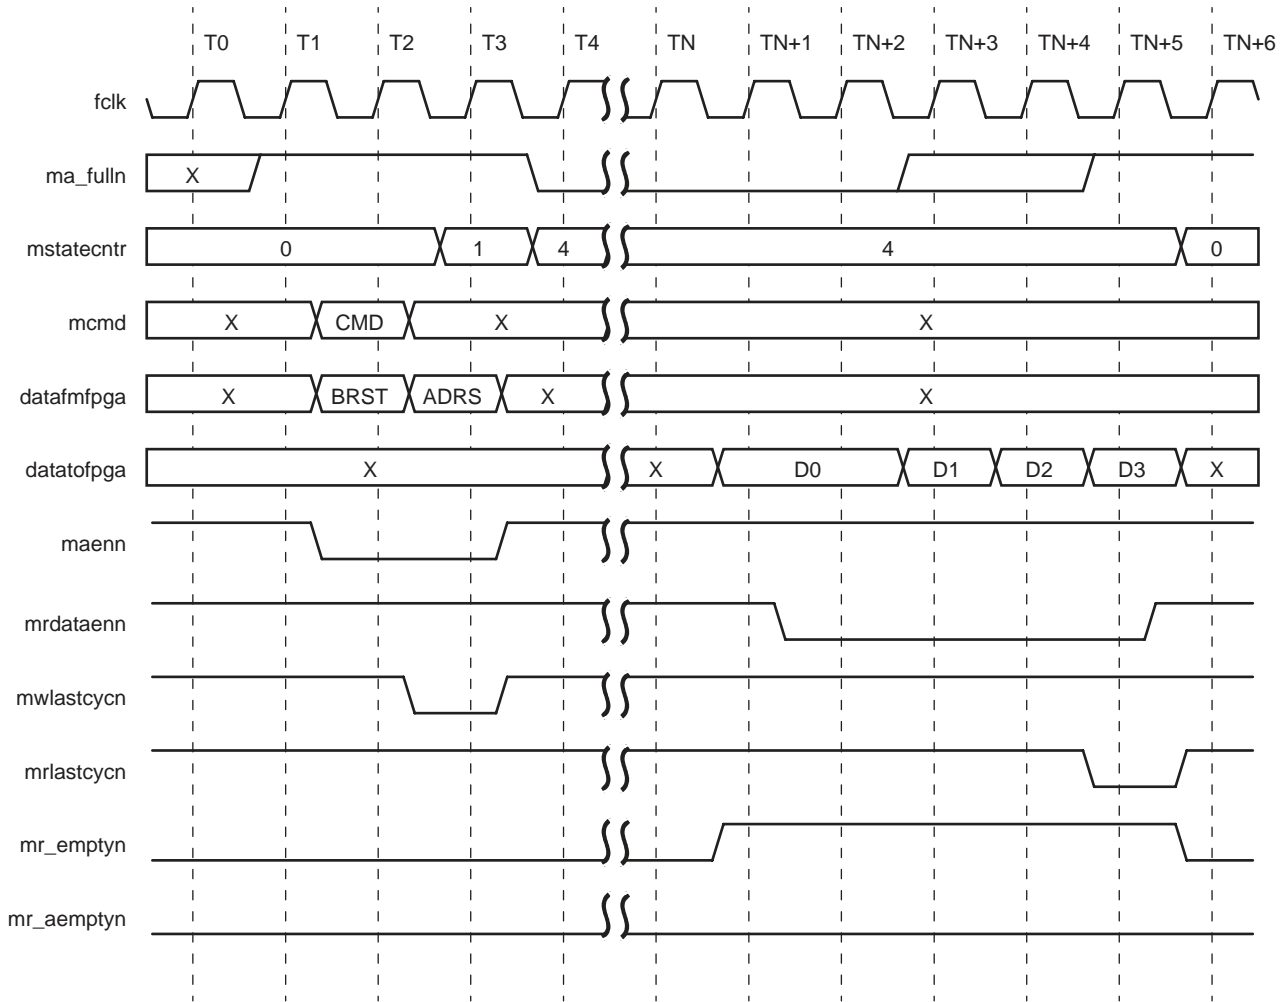 T0 T1 T2 T3 T4 TN TN+1 TN+2 TN+3 TN+4 TN+5 TN+6
fclk
ma_fulln X
mstatecntr 0 1 4 4 0
mcmd X CMD X X
datafmfpga X BRST ADRS X X
datatofpga X X D0 D1 D2 D3 X
maenn
mrdataenn
mwlastcycn
mrlastcycn
mr_emptyn
mr_aemptyn